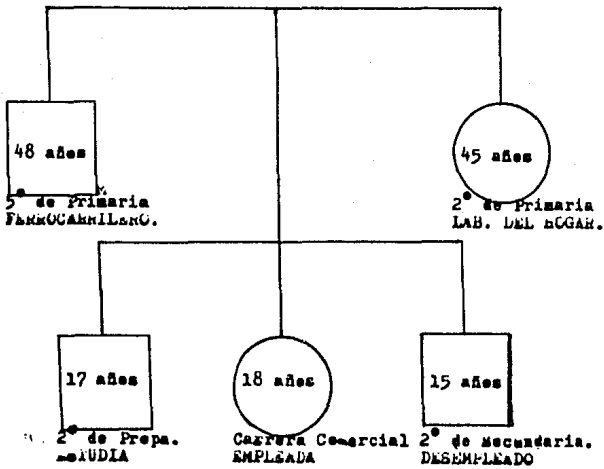 48 años
5° de Primaria
FERROCARRILERO.
45 años
2° de Primaria
LAB. DEL HOGAR.
17 años
2° de Prepa.
ESTUDIA
18 años
Carrera Comercial
EMPLEADA
15 años
2° de Secundaria.
DESEMPLEADO